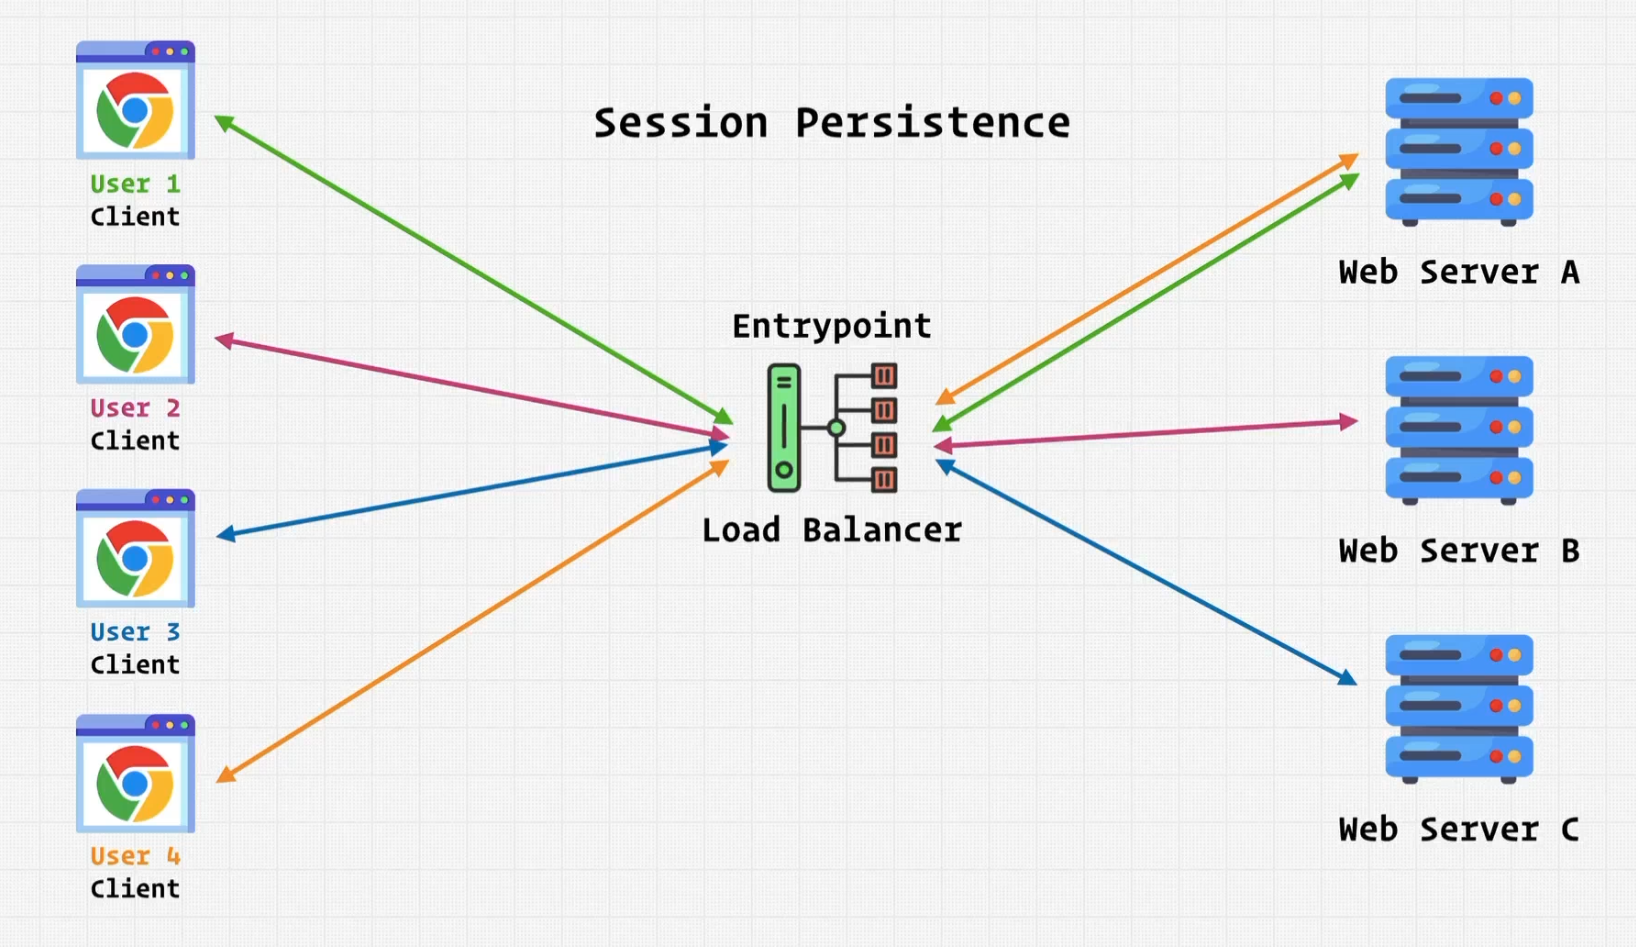 Session Persistence
User 1
Client
User 2
Client
User 3
Client
User 4
Client
Entrypoint
Load Balancer
Web Server A
Web Server B
Web Server C